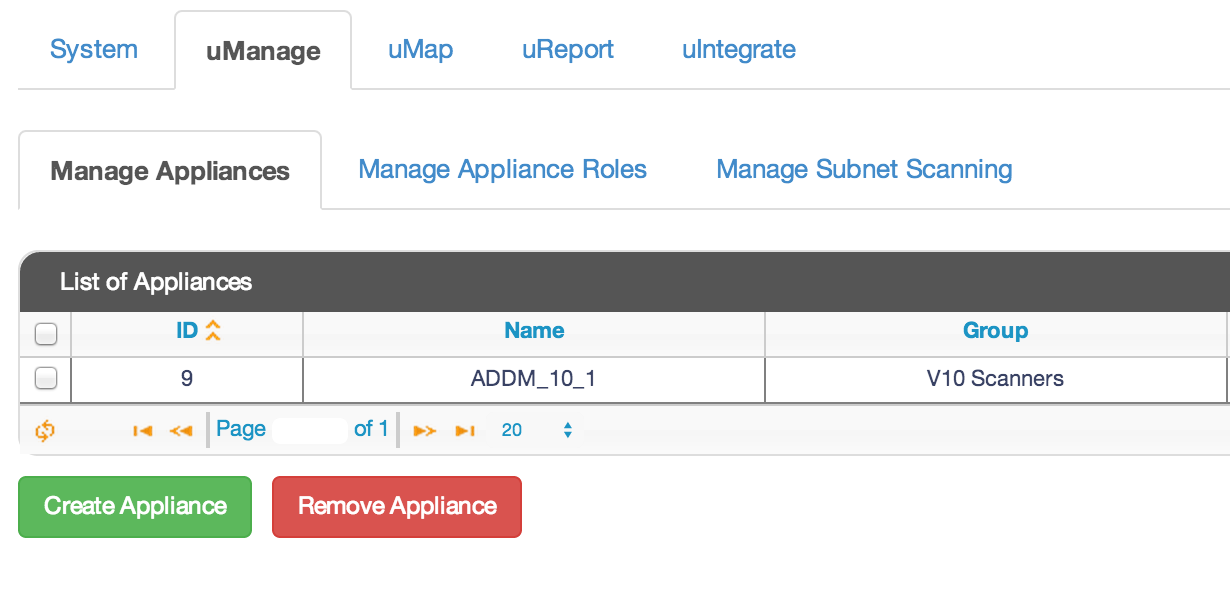 System uManage uMap uReport uIntegrate
Manage Appliances Manage Appliance Roles Manage Subnet Scanning
List of Appliances
ID Name Group
9 ADDM_10_1 V10 Scanners
Page of 1 20
Create Appliance Remove Appliance